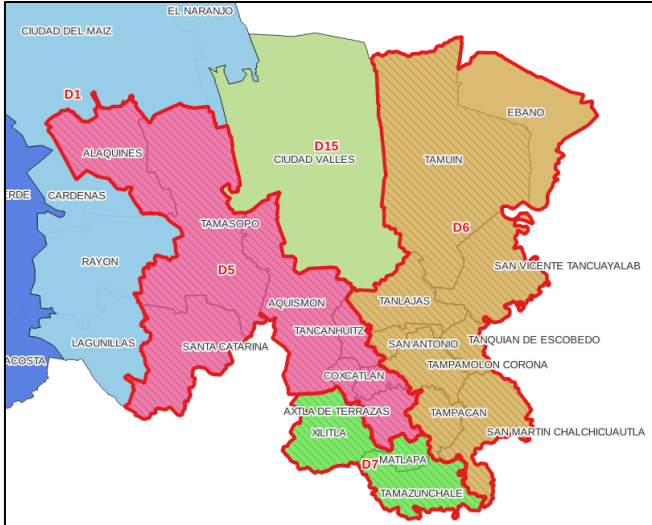 EL NARANJO
CIUDAD DEL MAIZ
D1
EBANO
D15
ALAQUINES
CIUDAD VALLES
TAMUIN
ERDE
CARDENAS
TAMASOPO
D6
RAYON
D5
SAN VICENTE TANCUAYALAB
AQUISMON
TANLAJAS
TANCANHUITZ
LAGUNILLAS
SANTA CATARINA
SAN ANTONIO
TANQUIAN DE ESCOBEDO
ACOSTA
TAMPAMOLON CORONA
COXCATLAN
AXTLA DE TERRAZAS
TAMPACAN
XILITLA
SAN MARTIN CHALCHICUAUTLA
D7
MATLAPA
TAMAZUNCHALE